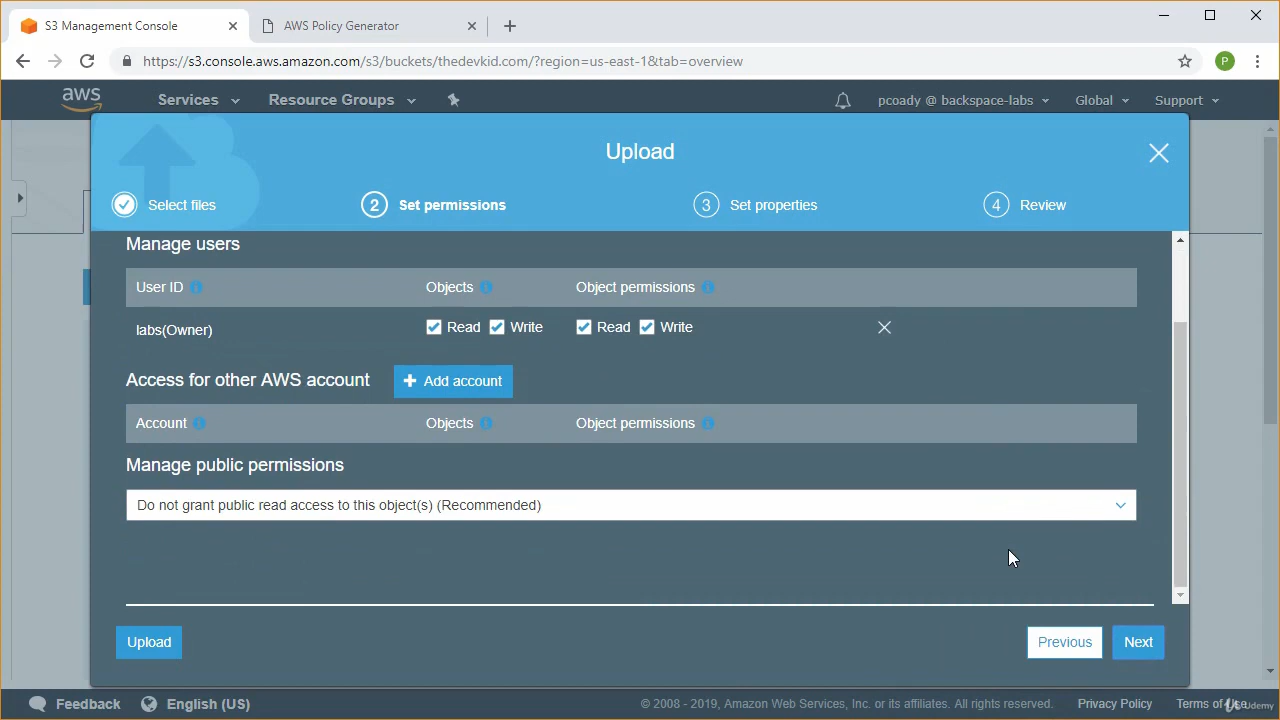 S3 Management Console
AWS Policy Generator
https://s3.console.aws.amazon.com/s3/buckets/thedevkid.com/?region=us-east-1&tab=overview
P
aws
Services
Resource Groups
pcoady @ backspace-labs
Global
Support
Upload
Select files
2 Set permissions
3 Set properties
4 Review
Manage users
User ID
Objects
Object permissions
labs(Owner)
Read
Write
Read
Write
Access for other AWS account
Add account
Account
Objects
Object permissions
Manage public permissions
Do not grant public read access to this object(s) (Recommended)
Upload
Previous
Next
Feedback
English (US)
© 2008 - 2019, Amazon Web Services, Inc. or its affiliates. All rights reserved.
Privacy Policy
Terms of Use
Udemy